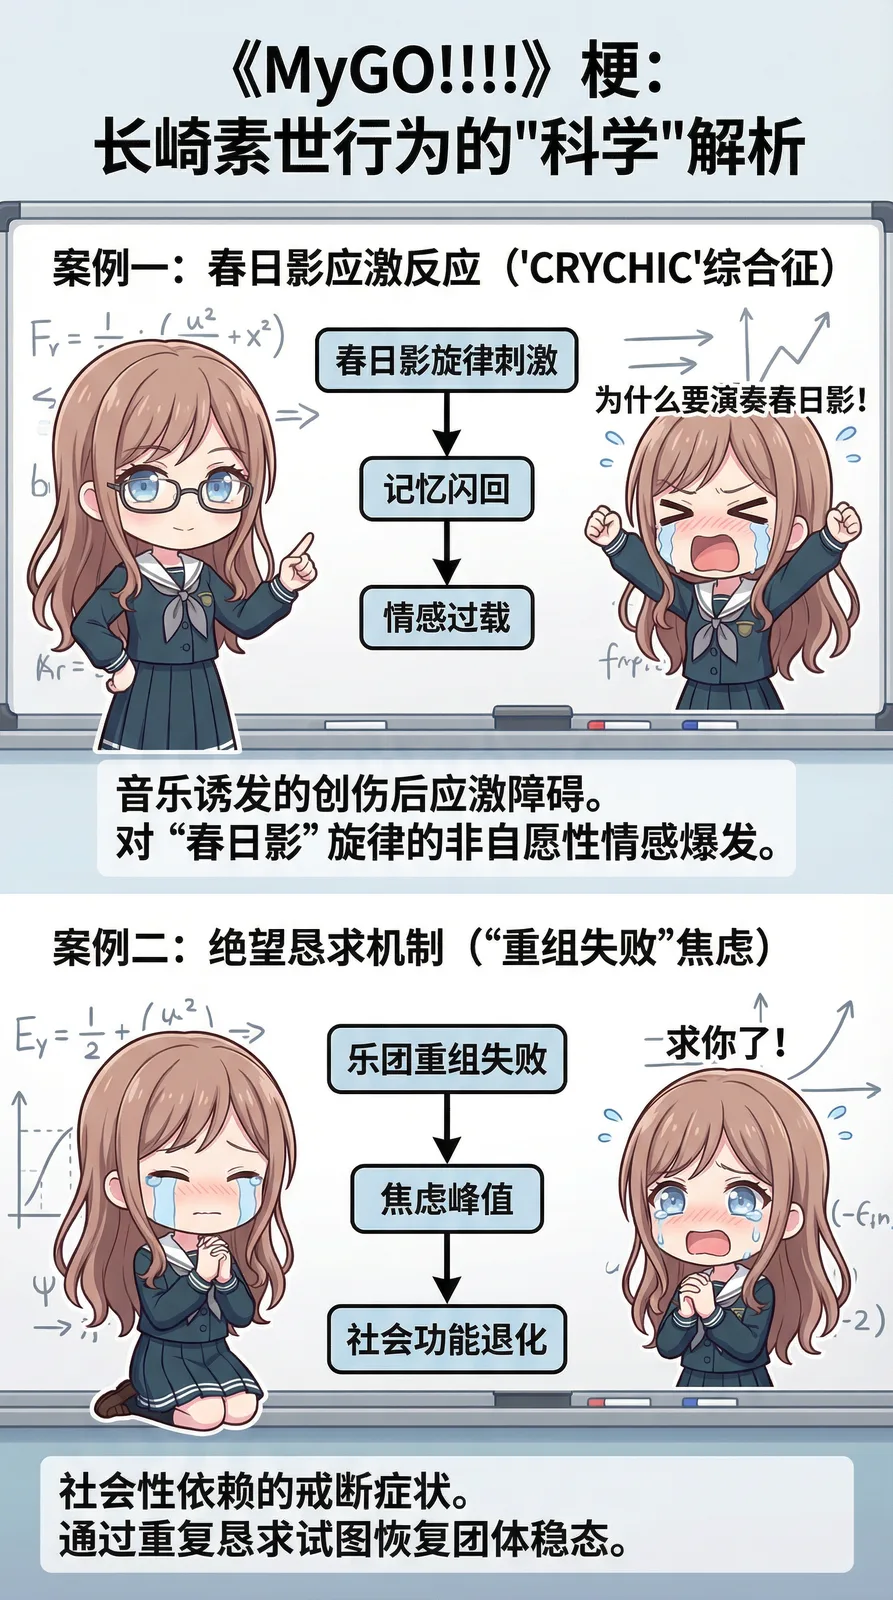 《MyGO!!!!》梗：
长崎素世行为的"科学"解析
案例一：春日影应激反应（'CRYCHIC'综合征）
春日影旋律刺激
为什么要演奏春日影！
记忆闪回
情感过载
音乐诱发的创伤后应激障碍。
对“春日影”旋律的非自愿性情感爆发。
案例二：绝望恳求机制（“重组失败”焦虑）
乐团重组失败
求你了！
焦虑峰值
社会功能退化
社会性依赖的戒断症状。
通过重复恳求试图恢复团体稳态。